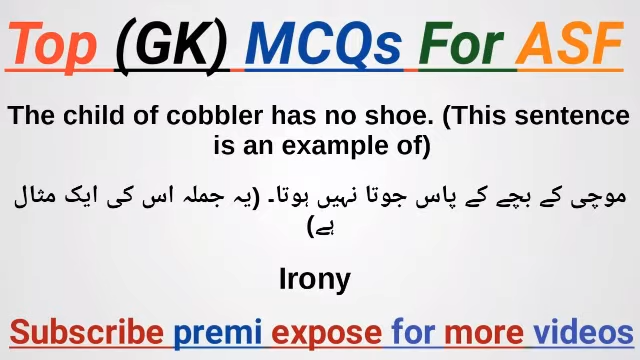 Top (GK) MCQs For ASF
The child of cobbler has no shoe. (This sentence
is an example of)
موچی کے بچے کے پاس جوتا نہیں ہوتا۔ (یہ جملہ اس کی ایک مثال
ہے)
Irony
Subscribe premi expose for more videos